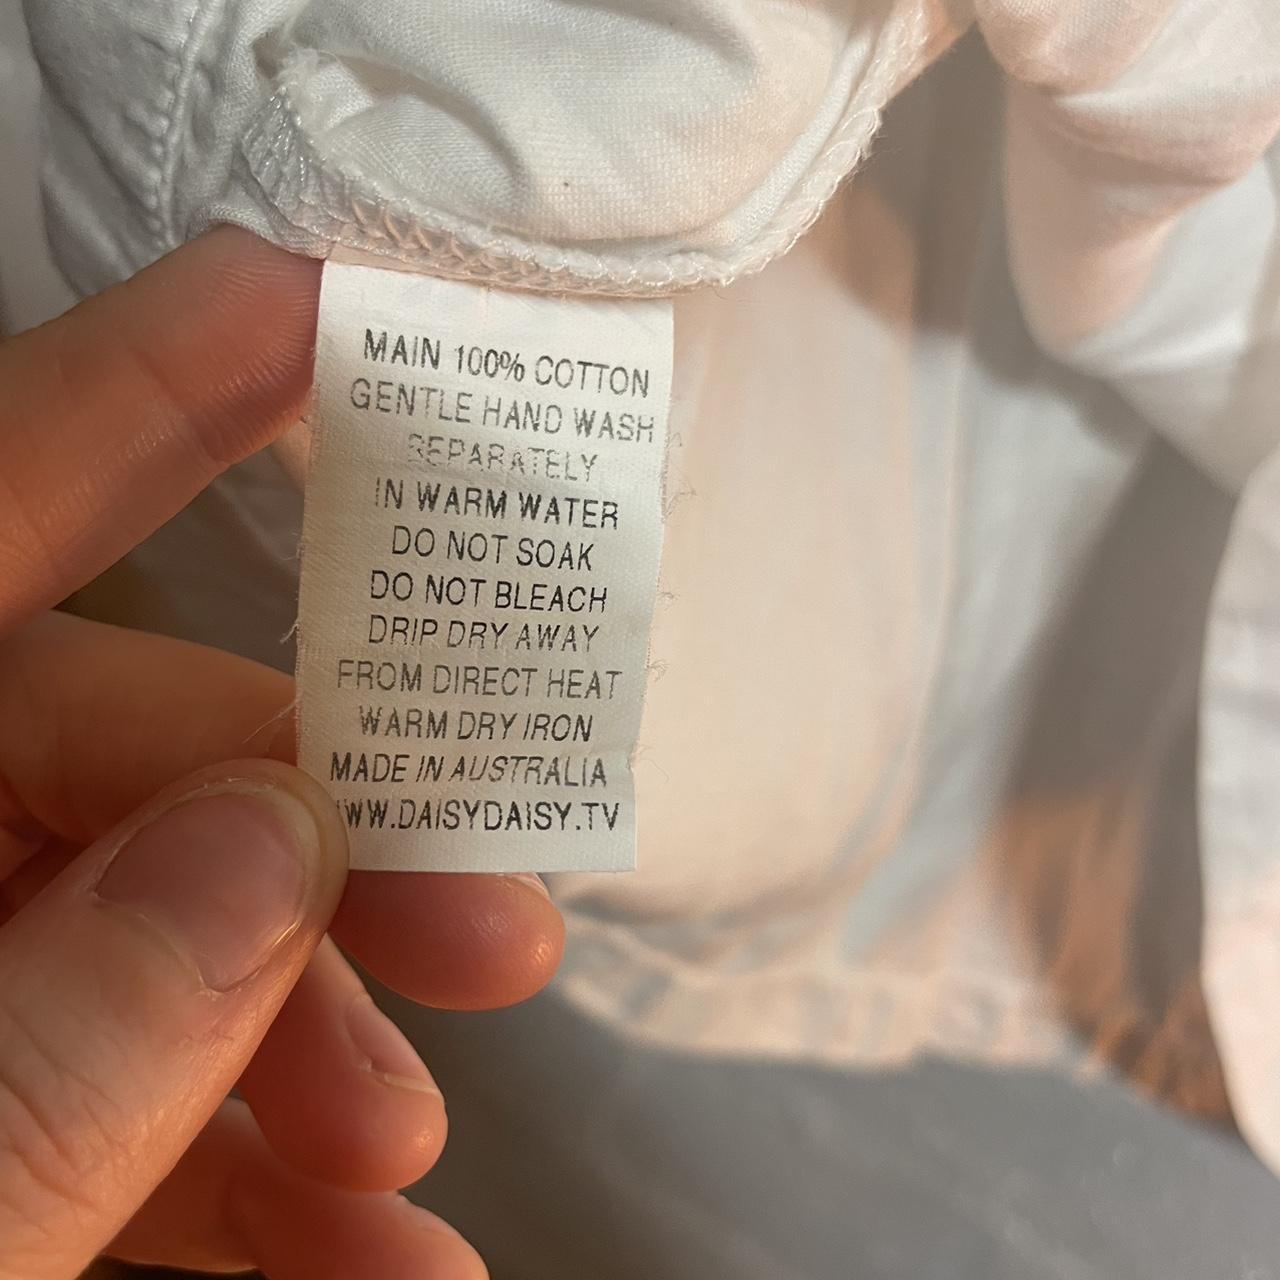 MAIN 100% COTTON
GENTLE HAND WASH
SEPARATELY
IN WARM WATER
DO NOT SOAK
DO NOT BLEACH
DRIP DRY AWAY
FROM DIRECT HEAT
WARM DRY IRON
MADE IN AUSTRALIA
WW.DAISYDAISY.TV